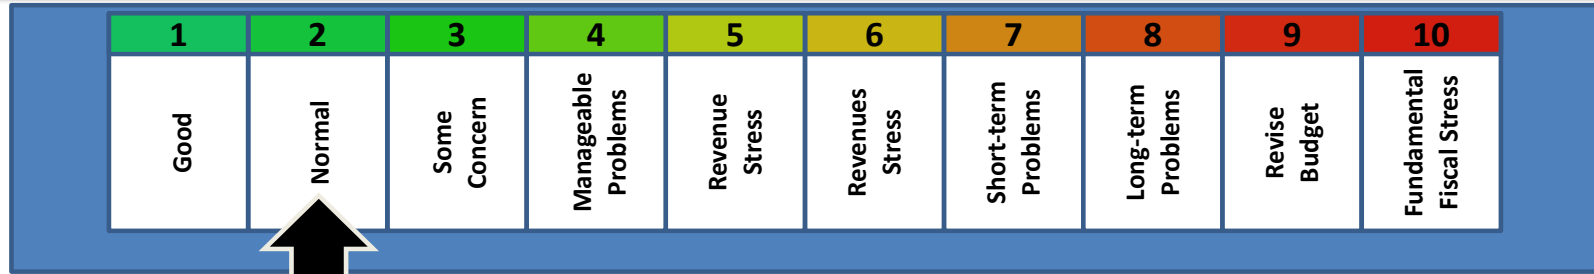 1 2 3 4 5 6 7 8 9 10
Good
Normal
Some
Concern
Manageable
Problems
Revenue
Stress
Revenues
Stress
Short-term
Problems
Long-term
Problems
Revise
Budget
Fundamental
Fiscal Stress